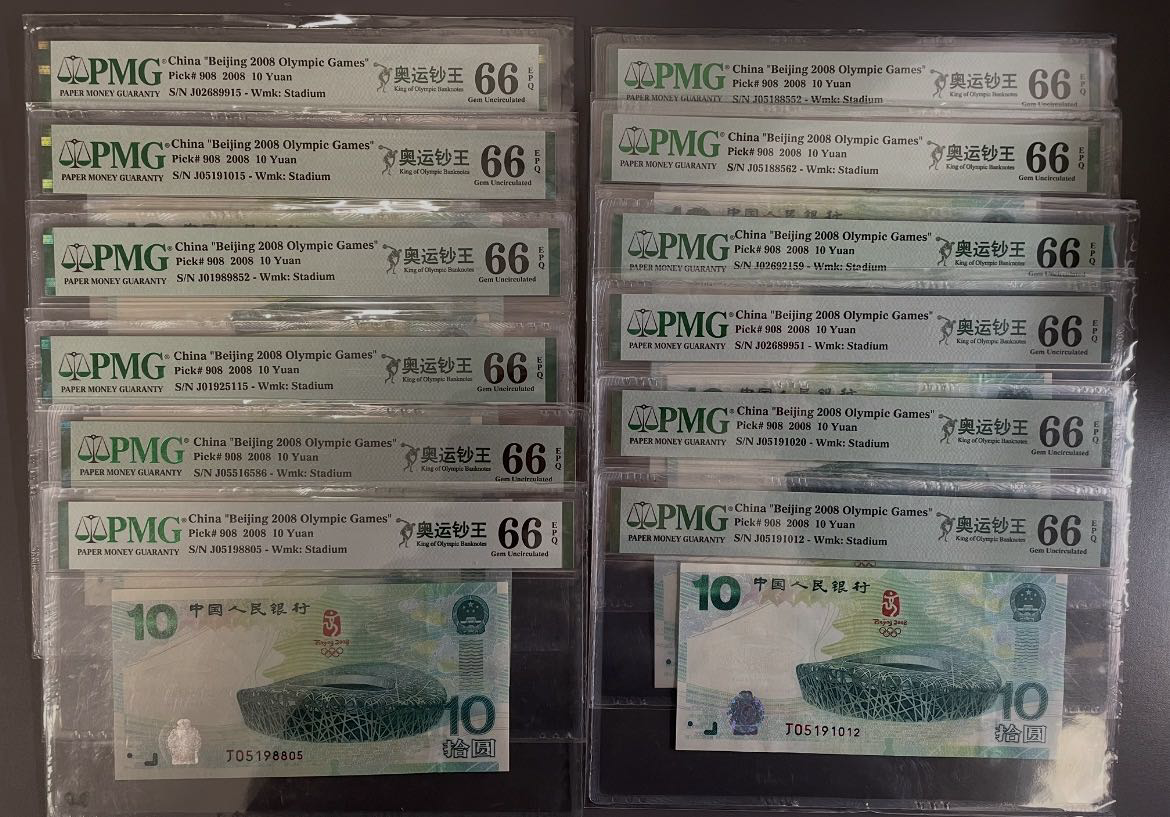 PMG®
PAPER MONEY GUARANTY
China "Beijing 2008 Olympic Games"
Pick# 908 2008 10 Yuan
S/N J02689915 - Wmk: Stadium
奥运钞王
King of Olympic Banknotes
66
EPQ
Gem Uncirculated
PMG®
PAPER MONEY GUARANTY
China "Beijing 2008 Olympic Games"
Pick# 908 2008 10 Yuan
S/N J05191015 - Wmk: Stadium
奥运钞王
King of Olympic Banknotes
66
EPQ
Gem Uncirculated
PMG®
PAPER MONEY GUARANTY
China "Beijing 2008 Olympic Games"
Pick# 908 2008 10 Yuan
S/N J01989852 - Wmk: Stadium
奥运钞王
King of Olympic Banknotes
66
EPQ
Gem Uncirculated
PMG®
PAPER MONEY GUARANTY
China "Beijing 2008 Olympic Games"
Pick# 908 2008 10 Yuan
S/N J01925115 - Wmk: Stadium
奥运钞王
King of Olympic Banknotes
66
EPQ
Gem Uncirculated
PMG®
PAPER MONEY GUARANTY
China "Beijing 2008 Olympic Games"
Pick# 908 2008 10 Yuan
S/N J05516586 - Wmk: Stadium
奥运钞王
King of Olympic Banknotes
66
EPQ
Gem Uncirculated
PMG®
PAPER MONEY GUARANTY
China "Beijing 2008 Olympic Games"
Pick# 908 2008 10 Yuan
S/N J05198805 - Wmk: Stadium
奥运钞王
King of Olympic Banknotes
66
EPQ
Gem Uncirculated
10
中国人民银行
Beijing 2008
10
拾圆
J05198805
PMG®
PAPER MONEY GUARANTY
China "Beijing 2008 Olympic Games"
Pick# 908 2008 10 Yuan
S/N J05188552 - Wmk: Stadium
奥运钞王
King of Olympic Banknotes
66
EPQ
Gem Uncirculated
PMG®
PAPER MONEY GUARANTY
China "Beijing 2008 Olympic Games"
Pick# 908 2008 10 Yuan
S/N J05188562 - Wmk: Stadium
奥运钞王
King of Olympic Banknotes
66
EPQ
Gem Uncirculated
中国人民银行
PMG®
PAPER MONEY GUARANTY
China "Beijing 2008 Olympic Games"
Pick# 908 2008 10 Yuan
S/N J02692159 - Wmk: Stadium
奥运钞王
King of Olympic Banknotes
66
EPQ
Gem Uncirculated
PMG®
PAPER MONEY GUARANTY
China "Beijing 2008 Olympic Games"
Pick# 908 2008 10 Yuan
S/N J02689951 - Wmk: Stadium
奥运钞王
King of Olympic Banknotes
66
EPQ
Gem Uncirculated
中国人民银行
PMG®
PAPER MONEY GUARANTY
China "Beijing 2008 Olympic Games"
Pick# 908 2008 10 Yuan
S/N J05191020 - Wmk: Stadium
奥运钞王
King of Olympic Banknotes
66
EPQ
Gem Uncirculated
PMG®
PAPER MONEY GUARANTY
China "Beijing 2008 Olympic Games"
Pick# 908 2008 10 Yuan
S/N J05191012 - Wmk: Stadium
奥运钞王
King of Olympic Banknotes
66
EPQ
Gem Uncirculated
10
中国人民银行
Beijing 2008
10
拾圆
J05191012